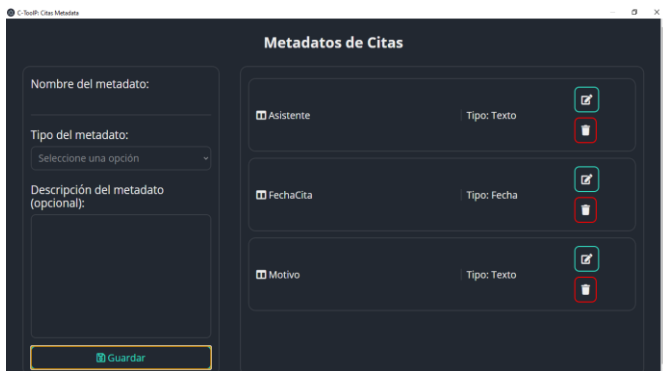 C-ToolP: Citas Metadata
Metadatos de Citas
Nombre del metadato:
Tipo del metadato:
Seleccione una opción
Descripción del metadato
(opcional):
Guardar
Asistente
Tipo: Texto
FechaCita
Tipo: Fecha
Motivo
Tipo: Texto